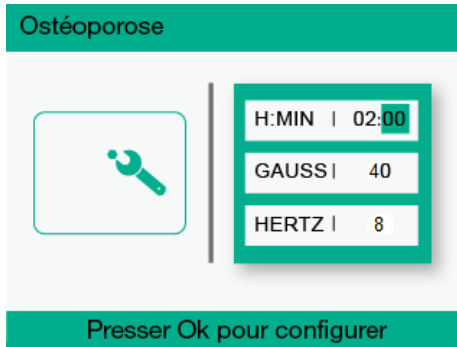 Ostéoporose
H:MIN | 02:00
GAUSS | 40
HERTZ | 8
Presser Ok pour configurer